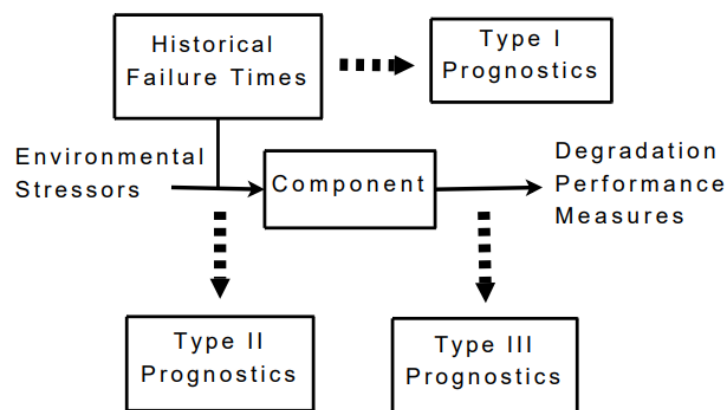 Historical
Failure Times
Type I
Prognostics
Environmental
Stressors
Component
Degradation
Performance
Measures
Type II
Prognostics
Type III
Prognostics